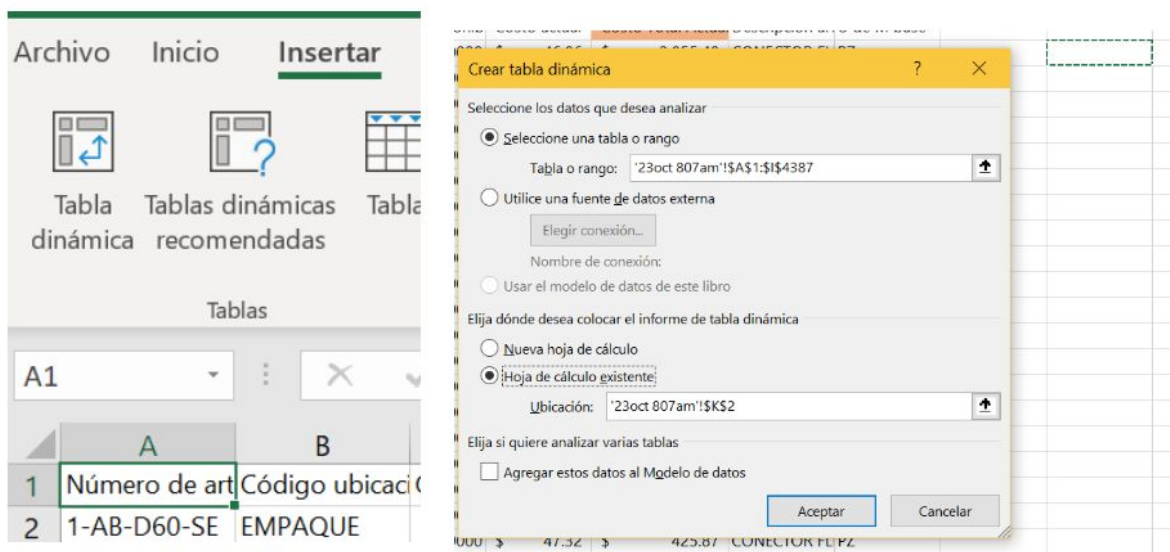 Archivo Inicio Insertar
Tabla dinámica
Tablas dinámicas recomendadas
Tabla
Tablas
A1
A B
1 Número de art Código ubicaci
2 1-AB-D60-SE EMPAQUE
Crear tabla dinámica ? ×
Seleccione los datos que desea analizar
Seleccione una tabla o rango
Tabla o rango: '23oct 807am'!$A$1:$I$4387
Utilice una fuente de datos externa
Elegir conexión...
Nombre de conexión:
Usar el modelo de datos de este libro
Elija dónde desea colocar el informe de tabla dinámica
Nueva hoja de cálculo
Hoja de cálculo existente
Ubicación: '23oct 807am'!$K$2
Elija si quiere analizar varias tablas
Agregar estos datos al Modelo de datos
Aceptar Cancelar
$ 47.32 $ 425.87 CONECTOR FL PZ